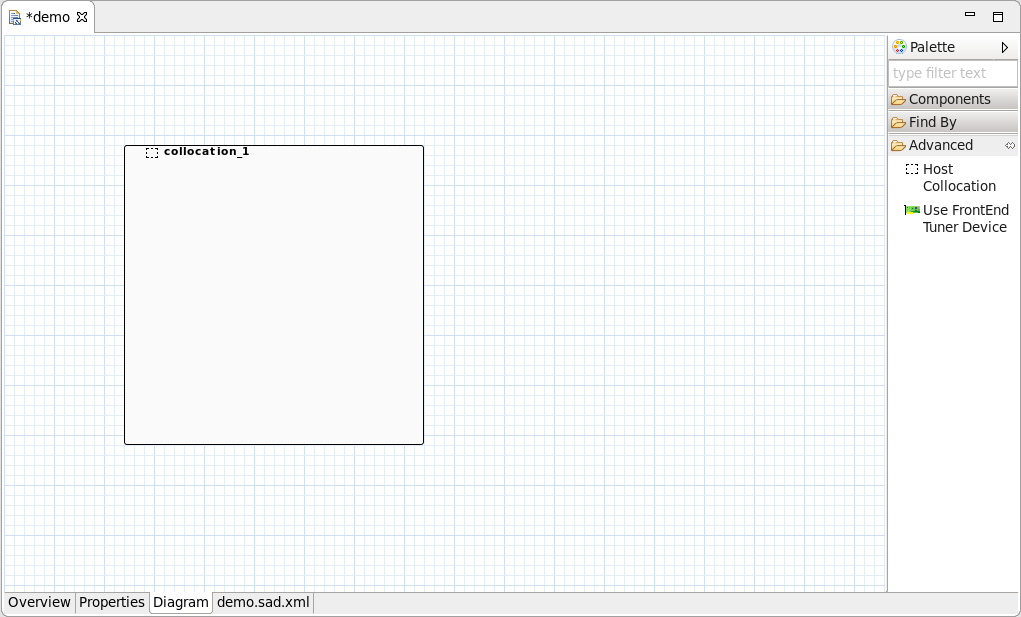 *demo
Palette
type filter text
Components
Find By
Advanced
Host
Collocation
Use FrontEnd
Tuner Device
collocation_1
Overview Properties Diagram demo.sad.xml